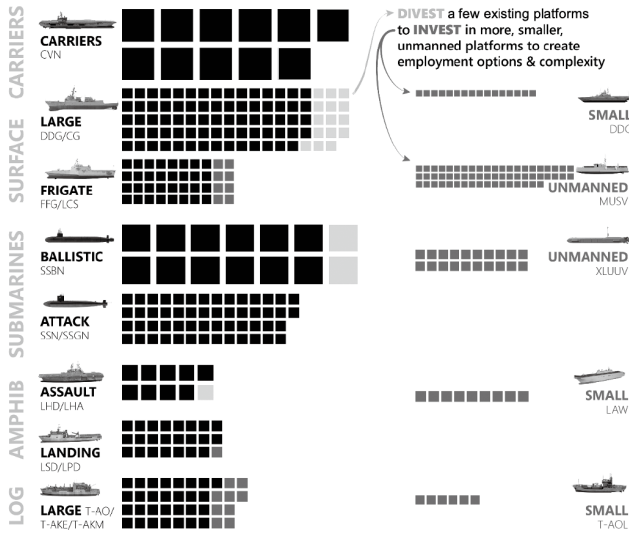 CARRIERS
CARRIERS
CVN
DIVEST a few existing platforms
to INVEST in more, smaller,
unmanned platforms to create
employment options & complexity
SURFACE
LARGE
DDG/CG
SMALL
DDC
FRIGATE
FFG/LCS
UNMANNED
MUSV
SUBMARINES
BALLISTIC
SSBN
UNMANNED
XLUUV
ATTACK
SSN/SSGN
AMPHIB
ASSAULT
LHD/LHA
SMALL
LAW
LANDING
LSD/LPD
LOG
LARGE T-AO/
T-AKE/T-AKM
SMALL
T-AOL